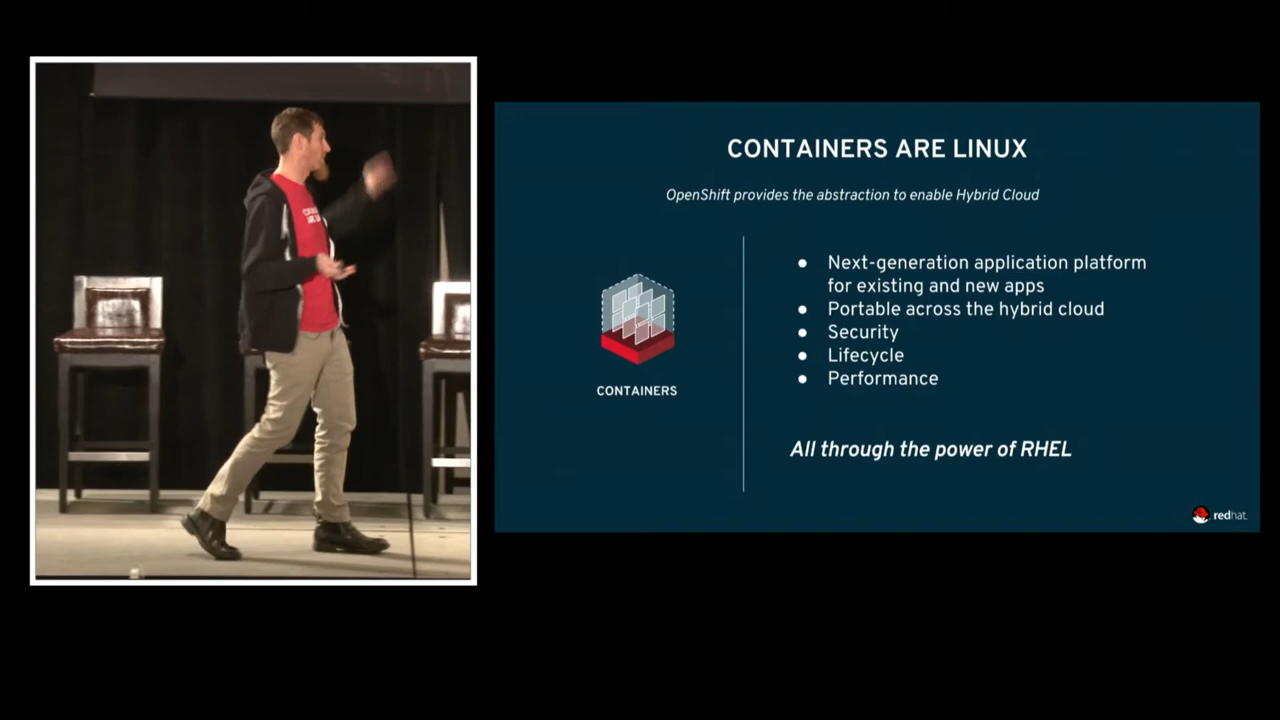 CONTAINERS ARE LINUX
OpenShift provides the abstraction to enable Hybrid Cloud
● Next-generation application platform
for existing and new apps
● Portable across the hybrid cloud
● Security
● Lifecycle
● Performance
CONTAINERS
All through the power of RHEL
redhat.